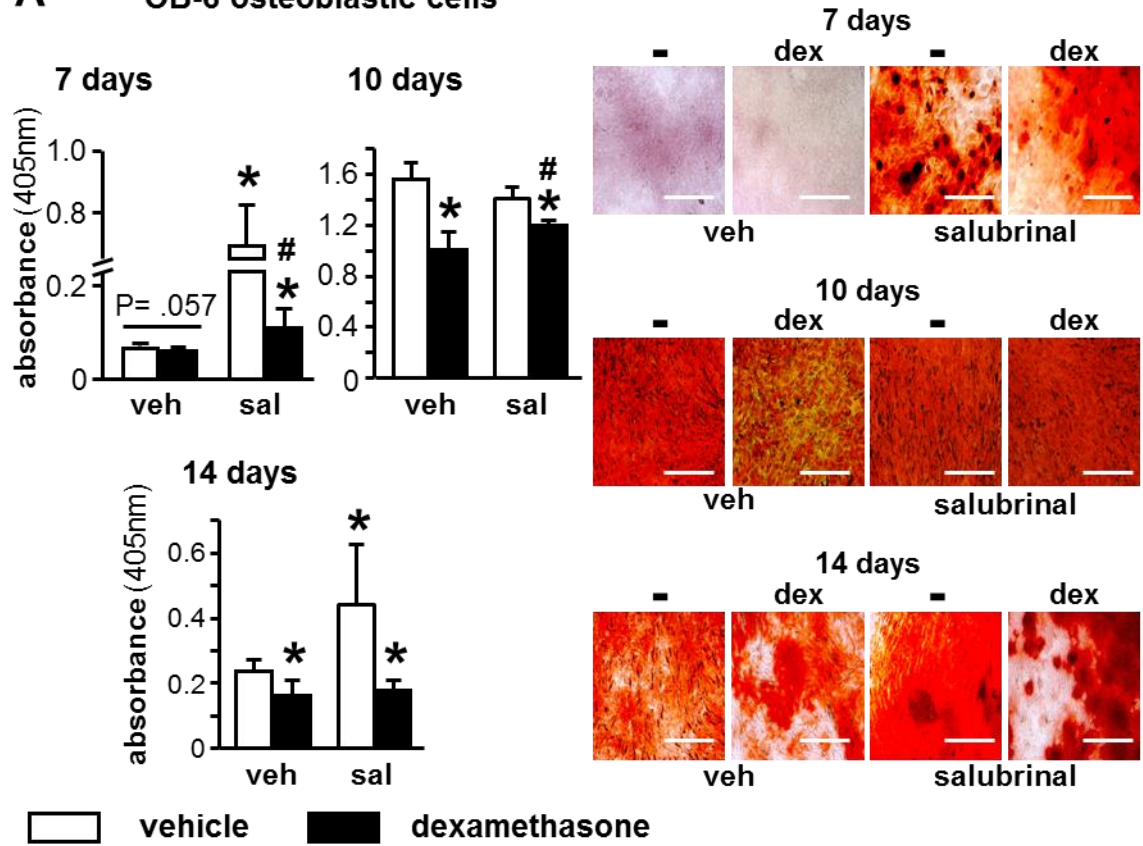 A OB-6 osteoblastic cells
7 days
10 days
absorbance (405nm)
1.0
0.8
0.2
0
P= .057
*
#
*
veh sal
1.6
1.2
0.8
0.4
0
*
#
*
veh sal
14 days
absorbance (405nm)
0.6
0.4
0.2
0
*
*
*
veh sal
vehicle dexamethasone
7 days
- dex - dex
veh salubrinal
10 days
- dex - dex
veh salubrinal
14 days
- dex - dex
veh salubrinal